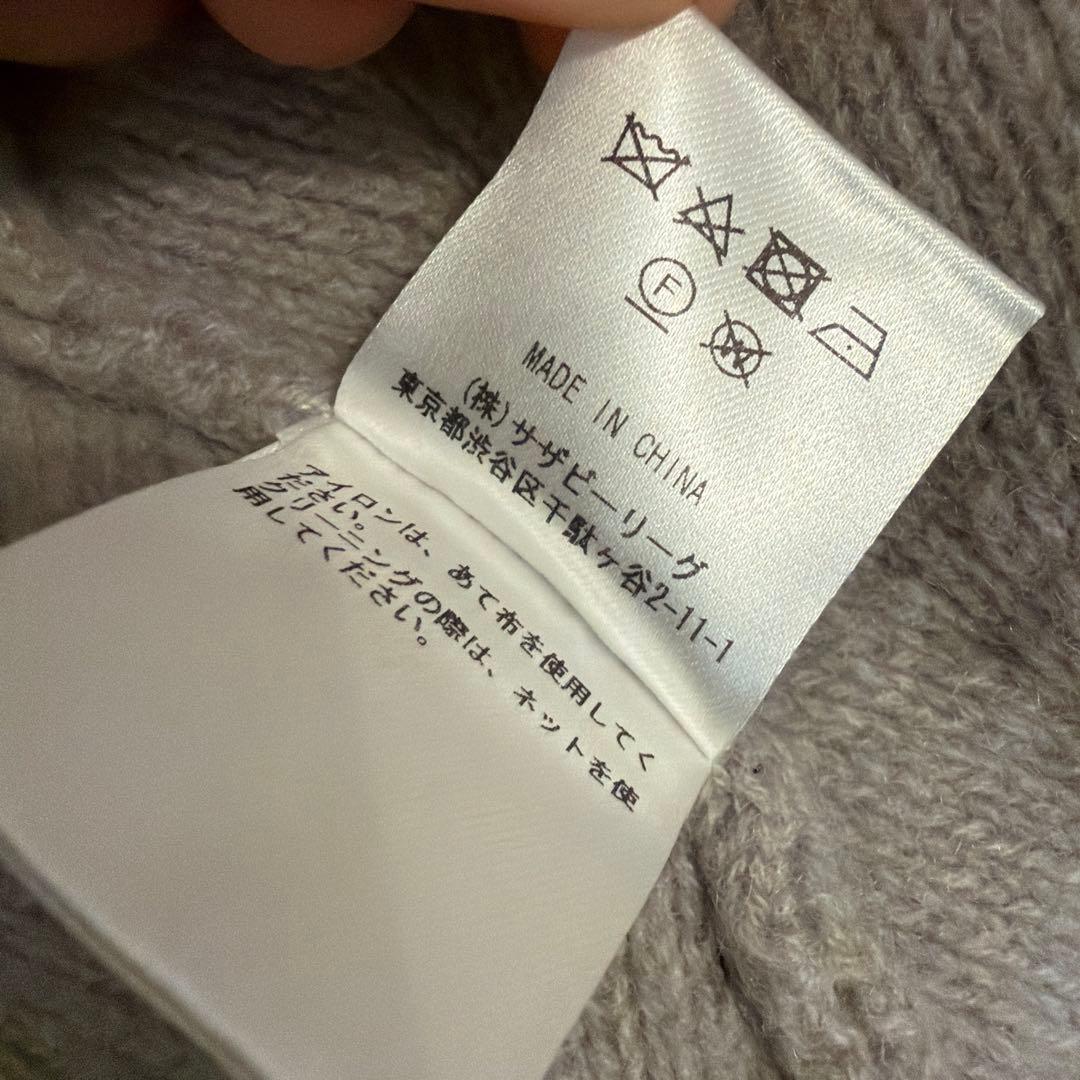 F
W
MADE IN CHINA
(株)サザビーリーグ
東京都渋谷区千駄ヶ谷2-11-1
アイロンは、あて布を使用してく
ださい。
クリーニングの際は、ネットを使
用してください。